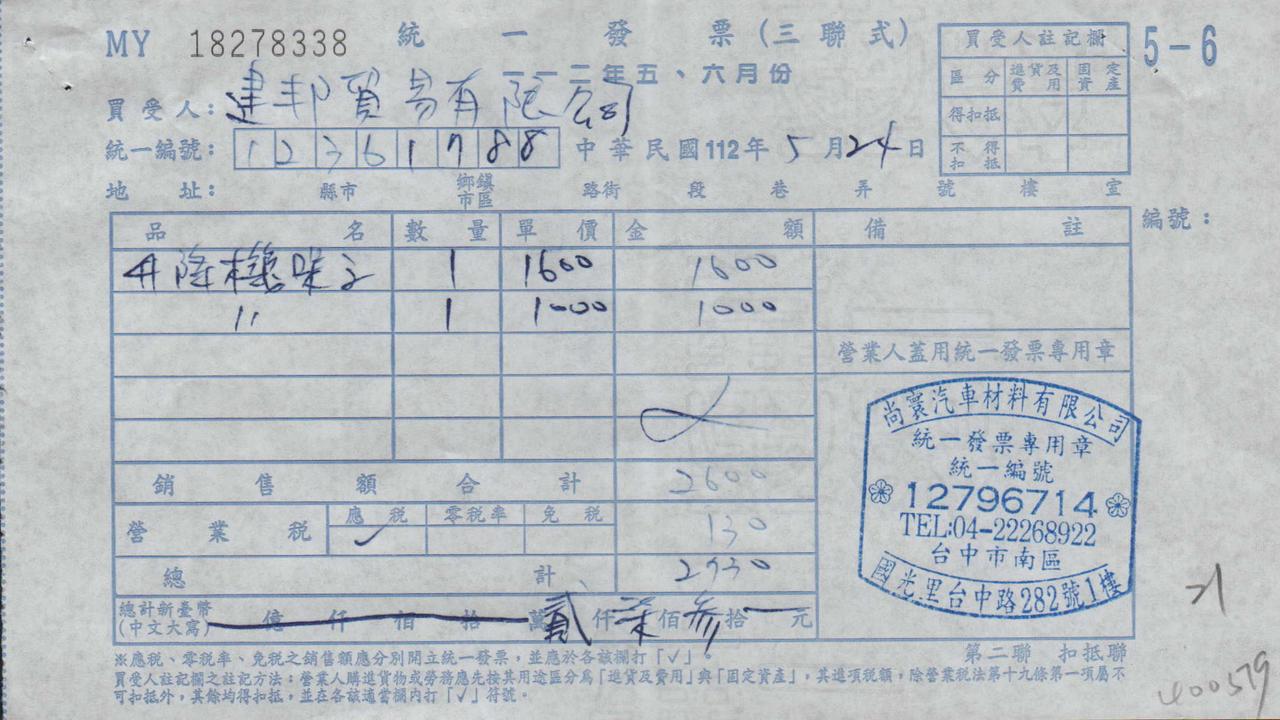 MY 18278338 統一發票(三聯式) 5-6
一一二年五、六月份
買受人: 建邦貿易有限公司
統一編號: 12361788 中華民國112年5月24日
地址: 縣市 鄉鎮市區 路街 段 巷 弄 號 樓 室
買受人註記欄
區分 進貨及費用 固定資產
得扣抵
不得扣抵
編號:
品名 數量 單價 金額 備註
升降機 1 1600 1600
〃 1 1000 1000
營業人蓋用統一發票專用章
銷售額合計 2600
營業稅 應稅 ✓ 零稅率 免稅 130
總計 2730
總計新臺幣(中文大寫) 億仟佰拾萬貳仟柒佰參拾元
尚寰汽車材料有限公司
統一發票專用章
統一編號
12796714
TEL:04-22268922
台中市南區
國光里台中路282號1樓
※應稅、零稅率、免稅之銷售額應分別開立統一發票,並應於各該欄打「✓」。
第二聯 扣抵聯
買受人註記欄之註記方法:營業人購進貨物或勞務應先按其用途區分為「進貨及費用」與「固定資產」,其進項稅額,除營業稅法第十九條第一項屬不
可扣抵外,其餘均得扣抵,並在各該適當欄內打「✓」符號。
400579